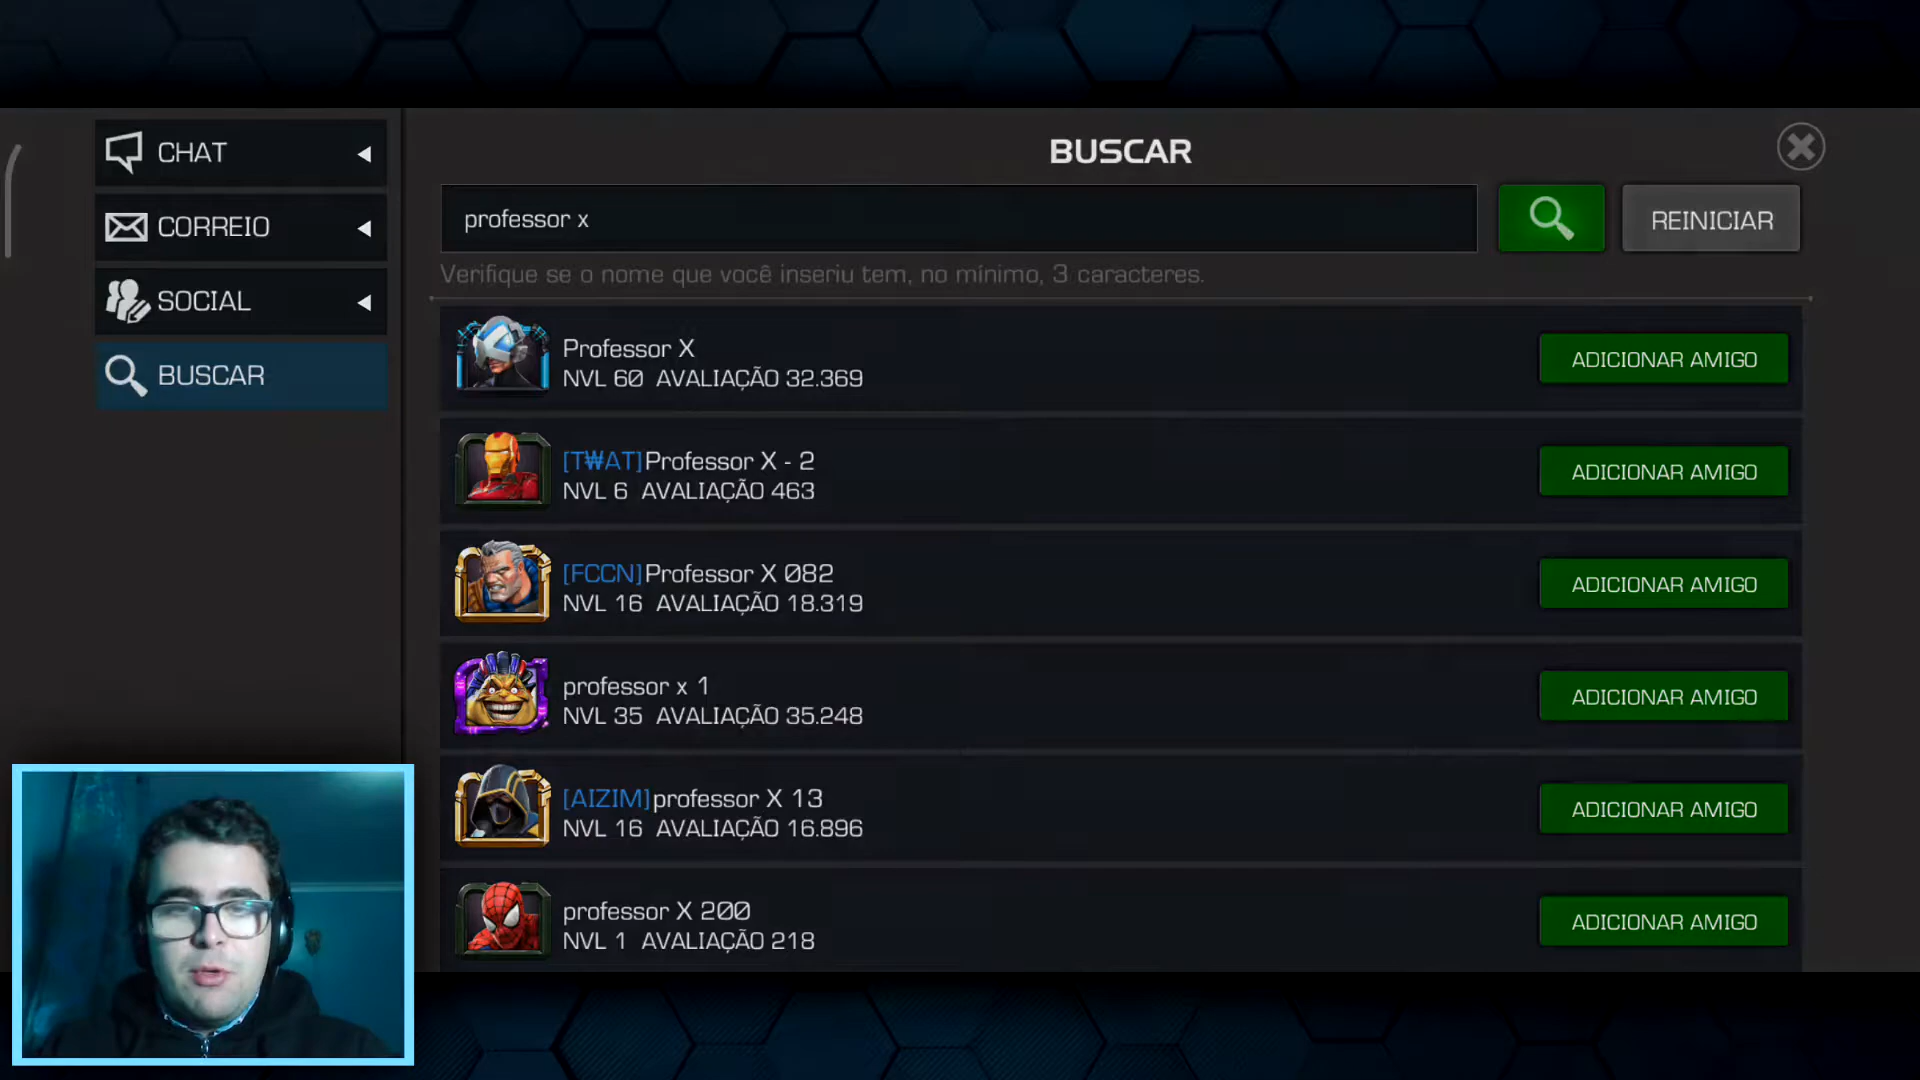 CHAT
CORREIO
SOCIAL
BUSCAR
BUSCAR
professor x
REINICIAR
Verifique se o nome que você inseriu tem, no mínimo, 3 caracteres.
Professor X
NVL 60 AVALIAÇÃO 32.369
ADICIONAR AMIGO
[T₩AT]Professor X - 2
NVL 6 AVALIAÇÃO 463
ADICIONAR AMIGO
[FCCN]Professor X 082
NVL 16 AVALIAÇÃO 18.319
ADICIONAR AMIGO
professor x 1
NVL 35 AVALIAÇÃO 35.248
ADICIONAR AMIGO
[AIZIM]professor X 13
NVL 16 AVALIAÇÃO 16.896
ADICIONAR AMIGO
professor X 200
NVL 1 AVALIAÇÃO 218
ADICIONAR AMIGO